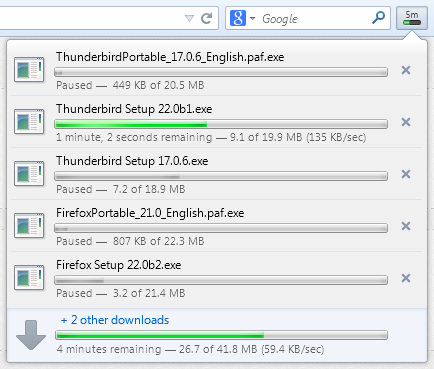 Google
5m
ThunderbirdPortable_17.0.6_English.paf.exe
Paused — 449 KB of 20.5 MB
Thunderbird Setup 22.0b1.exe
1 minute, 2 seconds remaining — 9.1 of 19.9 MB (135 KB/sec)
Thunderbird Setup 17.0.6.exe
Paused — 7.2 of 18.9 MB
FirefoxPortable_21.0_English.paf.exe
Paused — 807 KB of 22.3 MB
Firefox Setup 22.0b2.exe
Paused — 3.2 of 21.4 MB
+ 2 other downloads
4 minutes remaining — 26.7 of 41.8 MB (59.4 KB/sec)